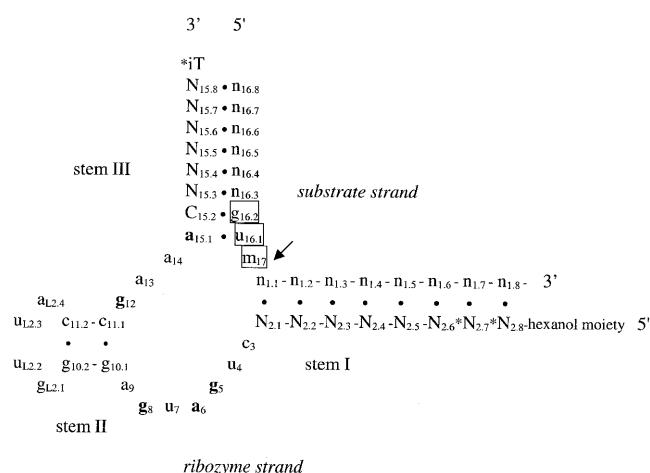 3' 5'
*iT
N15.8 • n16.8
N15.7 • n16.7
N15.6 • n16.6
N15.5 • n16.5
stem III
N15.4 • n16.4
N15.3 • n16.3
substrate strand
C15.2 • g16.2
a15.1 • u16.1
a14 m17
a13 n1.1 - n1.2 - n1.3 - n1.4 - n1.5 - n1.6 - n1.7 - n1.8- 3'
aL2.4 g12
uL2.3 c11.2 - c11.1 N2.1 -N2.2 -N2.3 -N2.4 -N2.5 -N2.6*N2.7*N2.8-hexanol moiety 5'
c3
uL2.2 g10.2 - g10.1 u4 stem I
gL2.1 a9 g5
g8 u7 a6
stem II
ribozyme strand